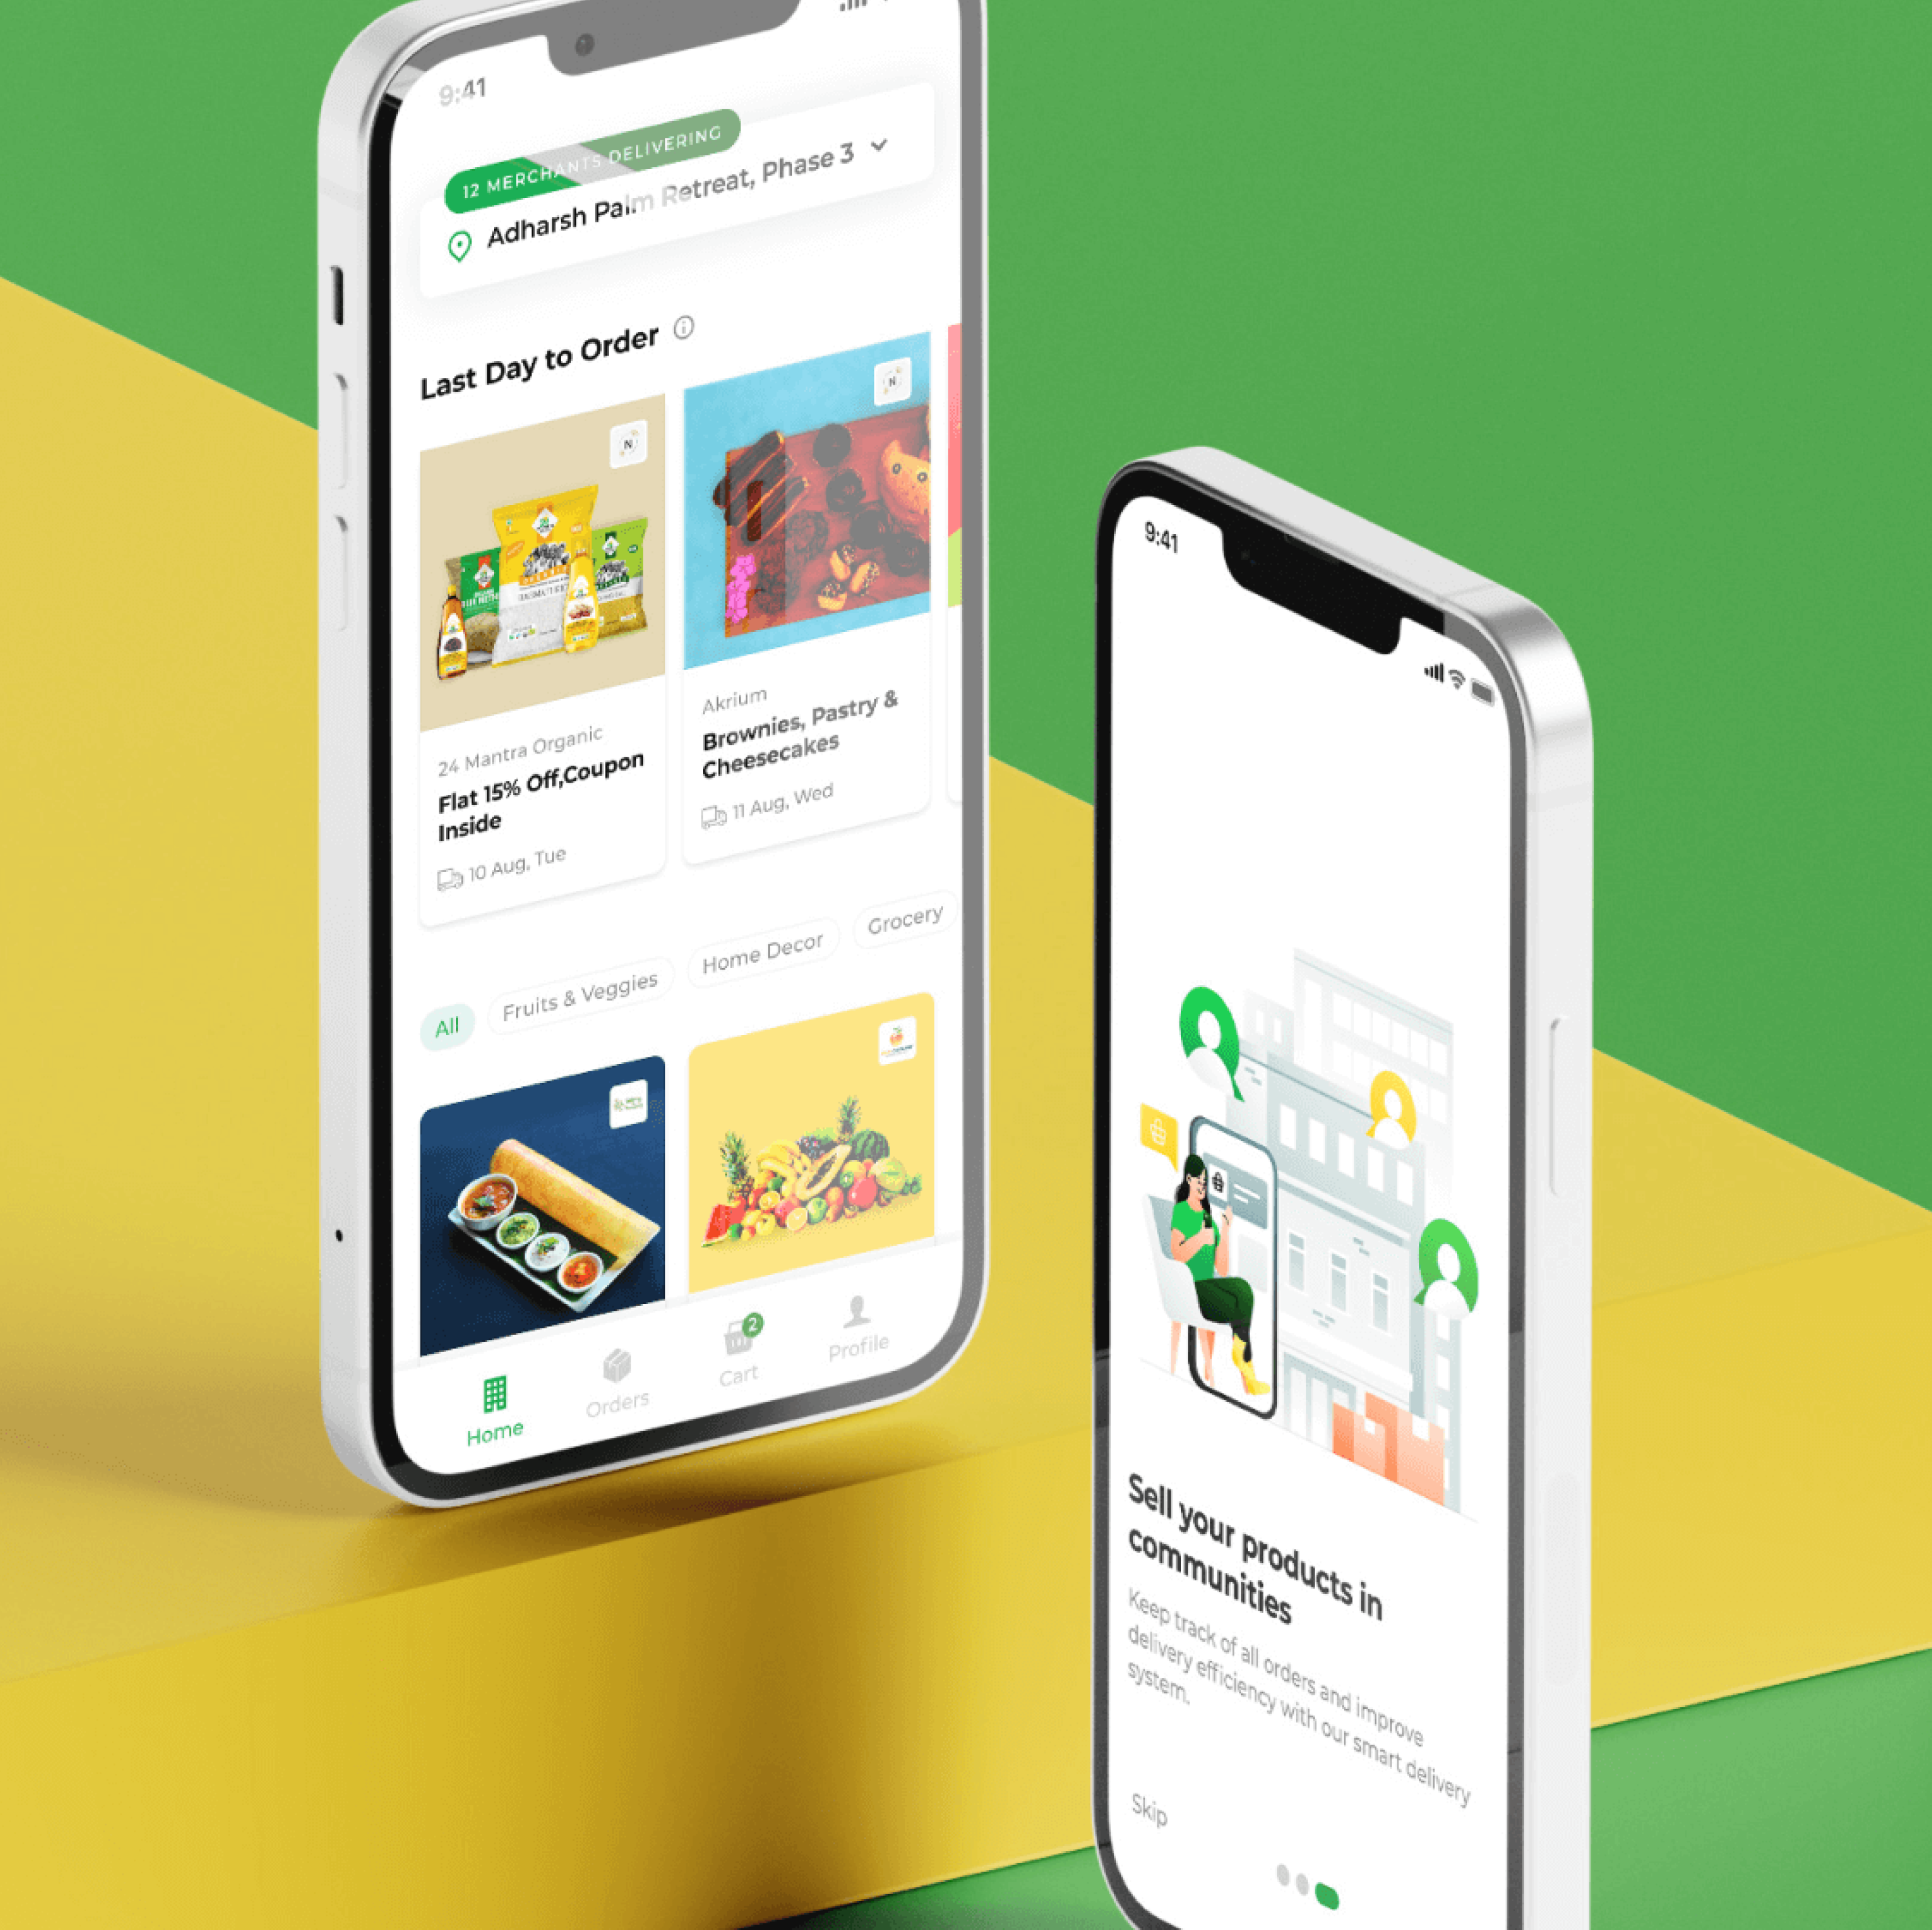 9:41
12 MERCHANTS DELIVERING
Adharsh Palm Retreat, Phase 3
Last Day to Order
N
N
24 Mantra Organic
Flat 15% Off,Coupon
Inside
10 Aug, Tue
Akrium
Brownies, Pastry &
Cheesecakes
11 Aug, Wed
All
Fruits & Veggies
Home Decor
Grocery
Home
Orders
2
Cart
Profile
9:41
Sell your products in
communities
Keep track of all orders and improve
delivery efficiency with our smart delivery
system.
Skip